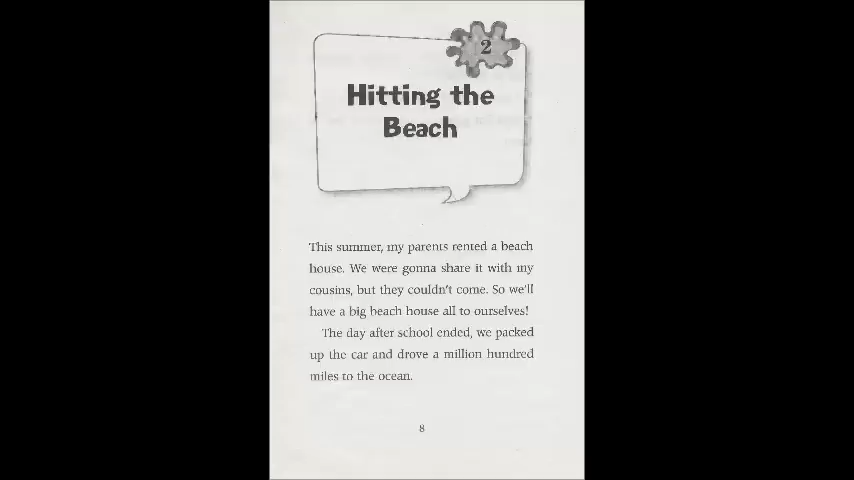 2
Hitting the
Beach
This summer, my parents rented a beach
house. We were gonna share it with my
cousins, but they couldn't come. So we'll
have a big beach house all to ourselves!
The day after school ended, we packed
up the car and drove a million hundred
miles to the ocean.
8